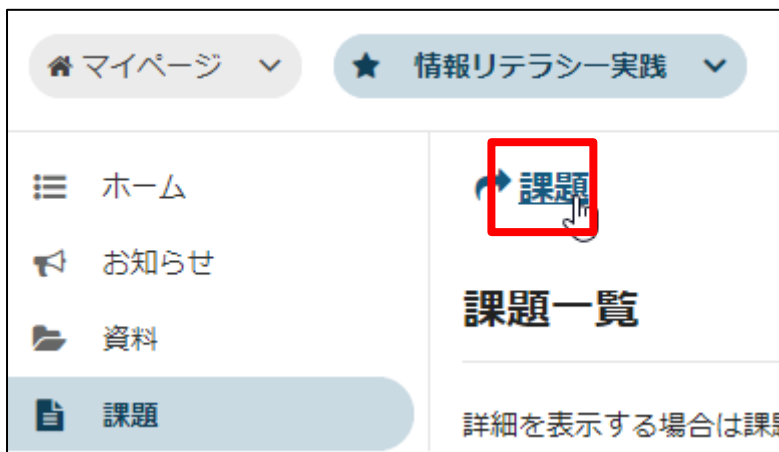 マイページ
情報リテラシー実践
ホーム
お知らせ
資料
課題
課題
課題一覧
詳細を表示する場合は課題